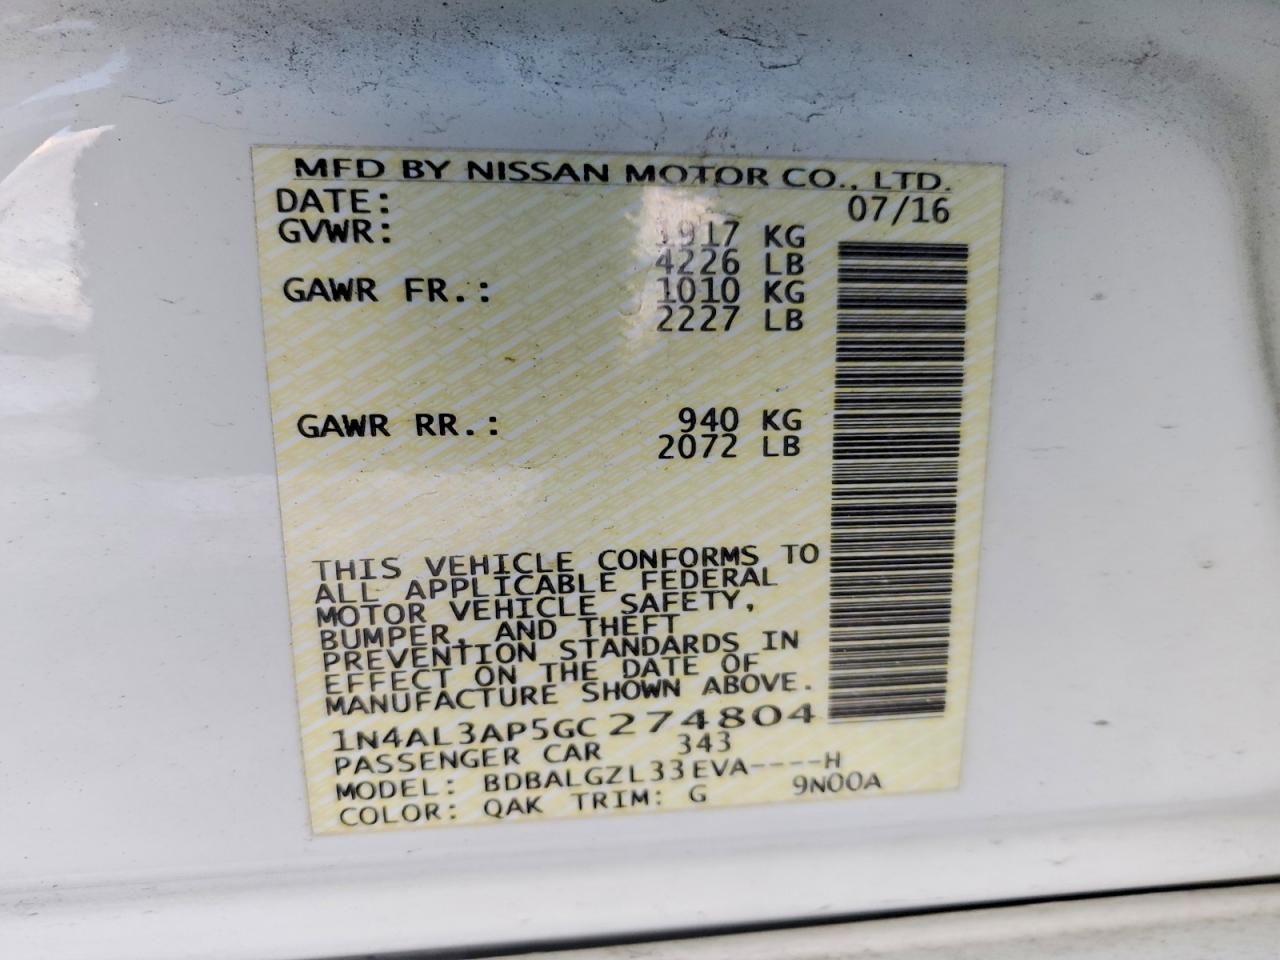 MFD BY NISSAN MOTOR CO., LTD.
DATE: 07/16
GVWR: 1917 KG
4226 LB
GAWR FR.: 1010 KG
2227 LB
GAWR RR.: 940 KG
2072 LB
THIS VEHICLE CONFORMS TO
ALL APPLICABLE FEDERAL
MOTOR VEHICLE SAFETY,
BUMPER, AND THEFT
PREVENTION STANDARDS IN
EFFECT ON THE DATE OF
MANUFACTURE SHOWN ABOVE.
1N4AL3AP5GC274804
PASSENGER CAR 343
MODEL: BDBALGZL33EVA----H
COLOR: QAK TRIM: G 9N00A